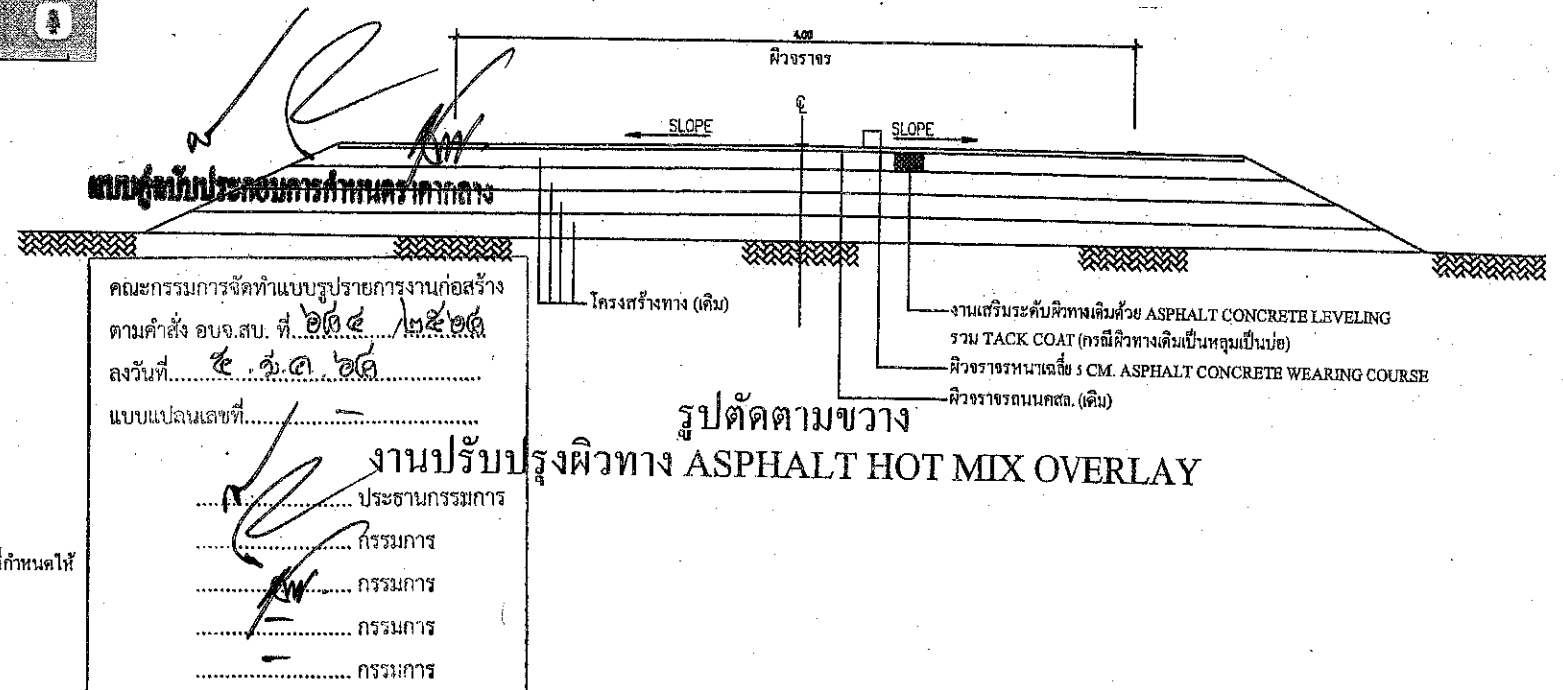 4.00
ผิวจราจร
SLOPE
SLOPE
แบบคู่ฉบับประกอบการกำหนดราคากลาง
โครงสร้างทาง (เดิม)
งานเสริมระดับผิวทางเดิมด้วย ASPHALT CONCRETE LEVELING
รวม TACK COAT (กรณีผิวทางเดิมเป็นหลุมเป็นบ่อ)
ผิวจราจรหนาเฉลี่ย 5 CM. ASPHALT CONCRETE WEARING COURSE
ผิวจราจรถนนคสล. (เดิม)
รูปตัดตามขวาง
งานปรับปรุงผิวทาง ASPHALT HOT MIX OVERLAY
คณะกรรมการจัดทำแบบรูปรายการงานก่อสร้าง
ตามคำสั่ง อบจ.สบ. ที่
ลงวันที่
แบบแปลนเลขที่ -
ประธานกรรมการ
กรรมการ
กรรมการ
- กรรมการ
- กรรมการ
ที่กำหนดให้